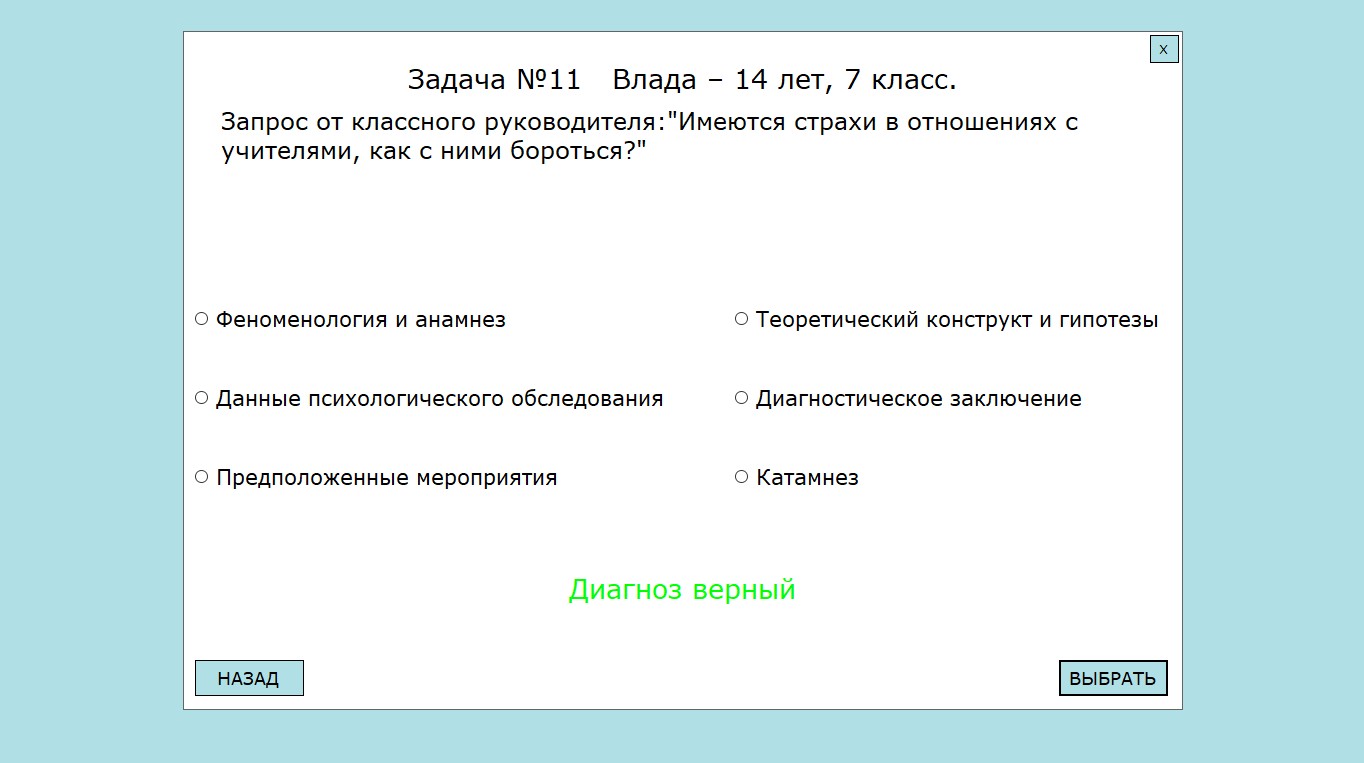 x
Задача №11 Влада – 14 лет, 7 класс.
Запрос от классного руководителя:"Имеются страхи в отношениях с
учителями, как с ними бороться?"
Феноменология и анамнез
Теоретический конструкт и гипотезы
Данные психологического обследования
Диагностическое заключение
Предположенные мероприятия
Катамнез
Диагноз верный
НАЗАД
ВЫБРАТЬ